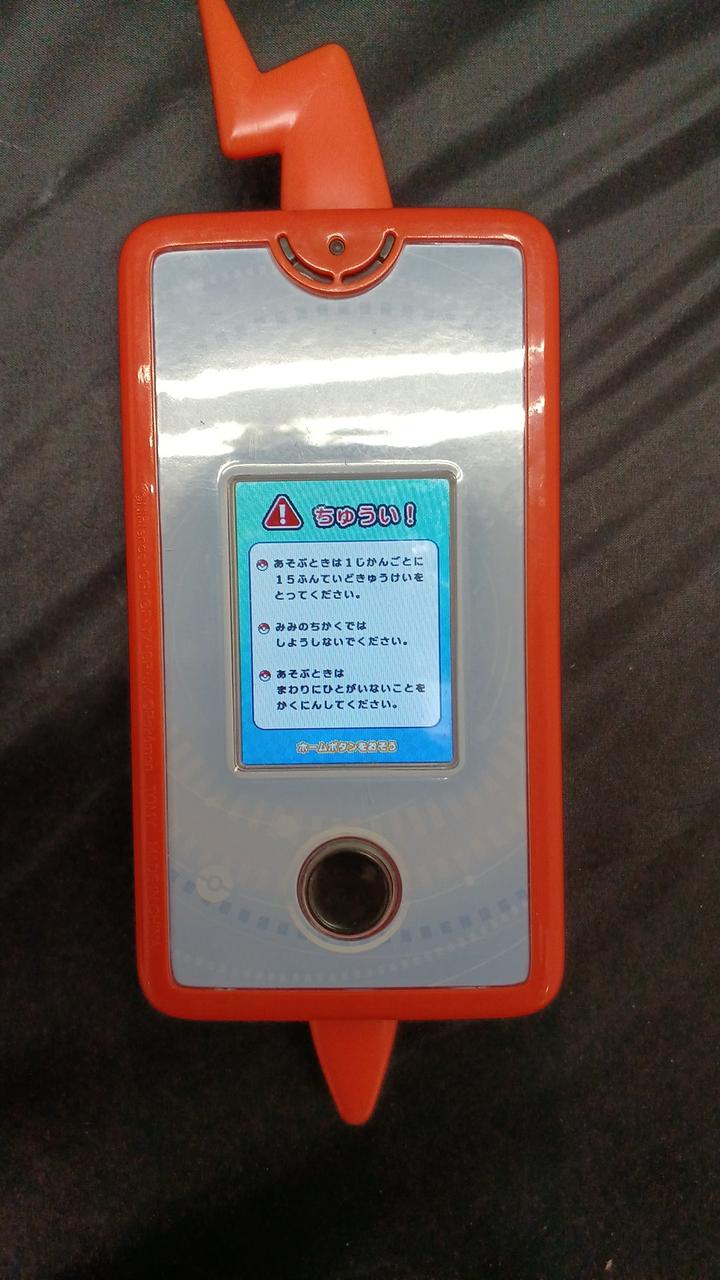 ちゅうい!
あそぶときは1じかんごとに
15ふんていどきゅうけいを
とってください。
みみのちかくでは
しようしないでください。
あそぶときは
まわりにひとがいないことを
かくにんしてください。
ホームボタンをおそう